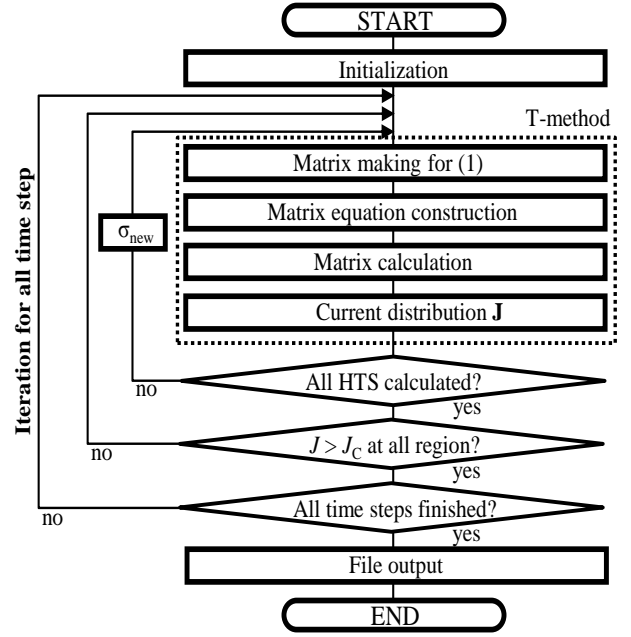 START
Initialization
T-method
Matrix making for (1)
Matrix equation construction
σnew
Matrix calculation
Current distribution J
Iteration for all time step
All HTS calculated?
no
yes
J > JC at all region?
no
yes
All time steps finished?
no
yes
File output
END